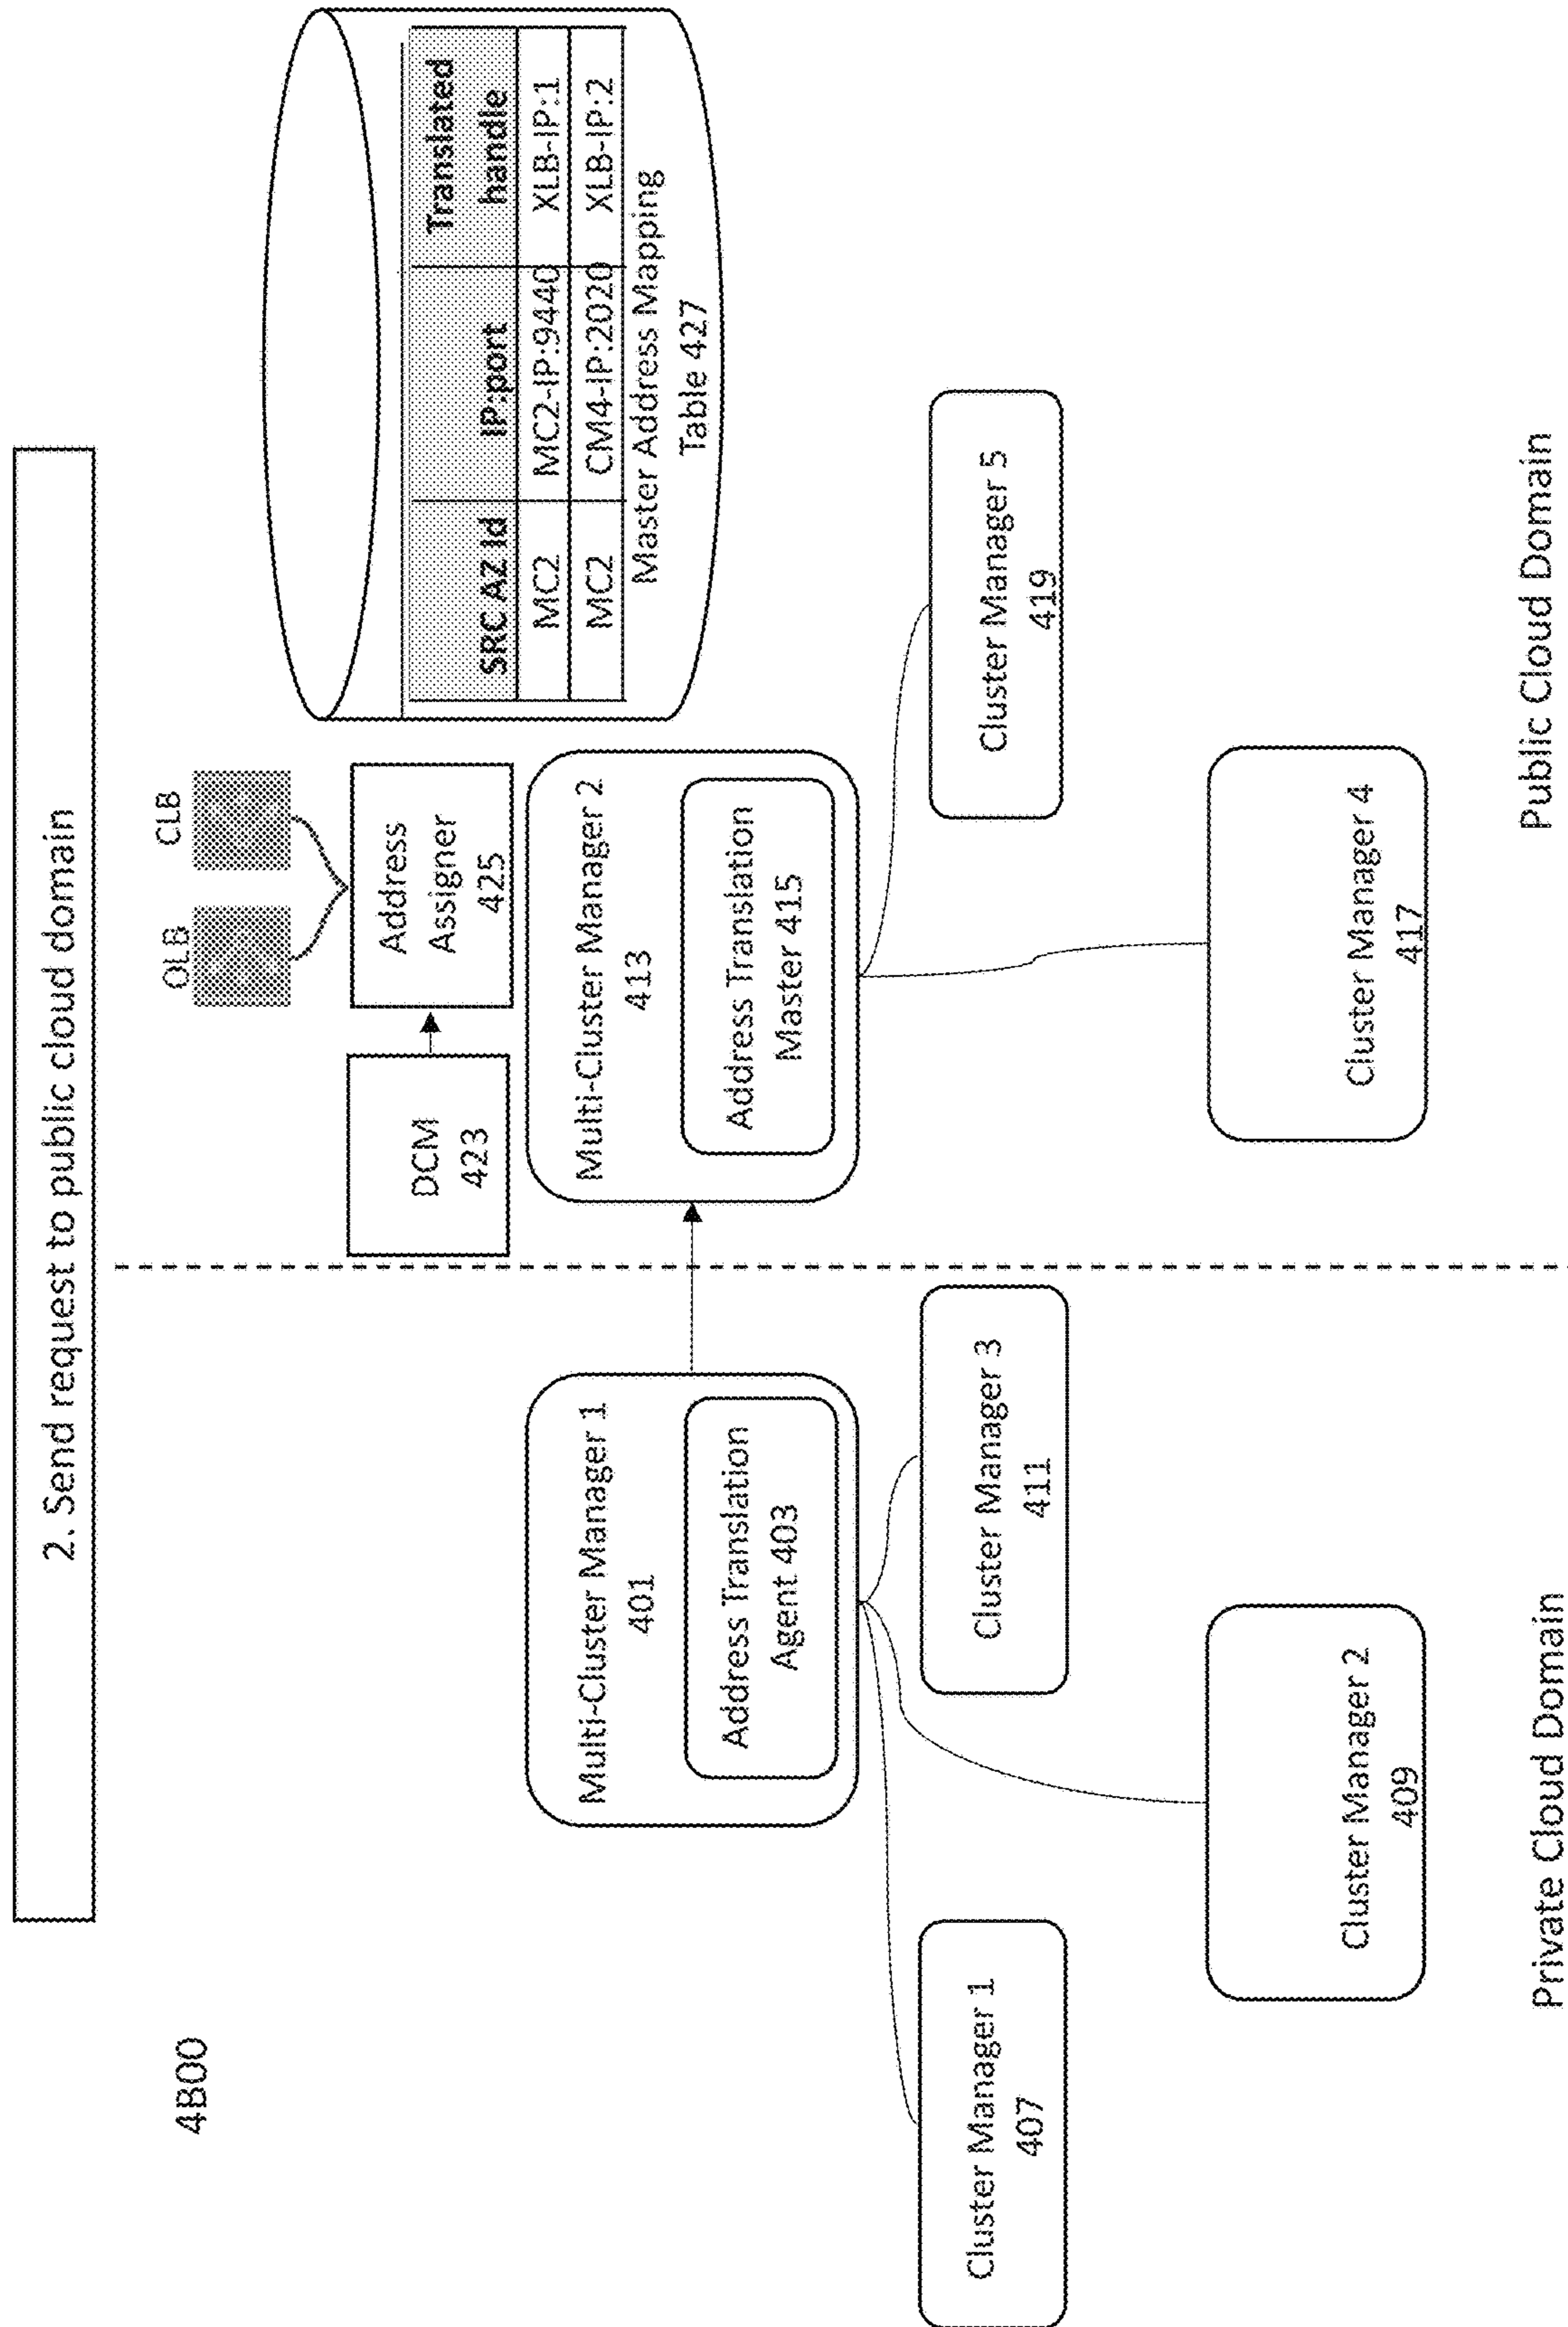 2. Send request to public cloud domain
4B00
OLB
CLB
DCM
423
Address
Assigner
425
Multi-Cluster Manager 1
401
Address Translation
Agent 403
Multi-Cluster Manager 2
413
Address Translation
Master 415
SRC AZ Id IP:port Translated
handle
MC2 MC2-IP:9440 XLB-IP:1
MC2 CM4-IP:2020 XLB-IP:2
Master Address Mapping
Table 427
Cluster Manager 1
407
Cluster Manager 3
411
Cluster Manager 5
419
Cluster Manager 2
409
Cluster Manager 4
417
Private Cloud Domain
Public Cloud Domain